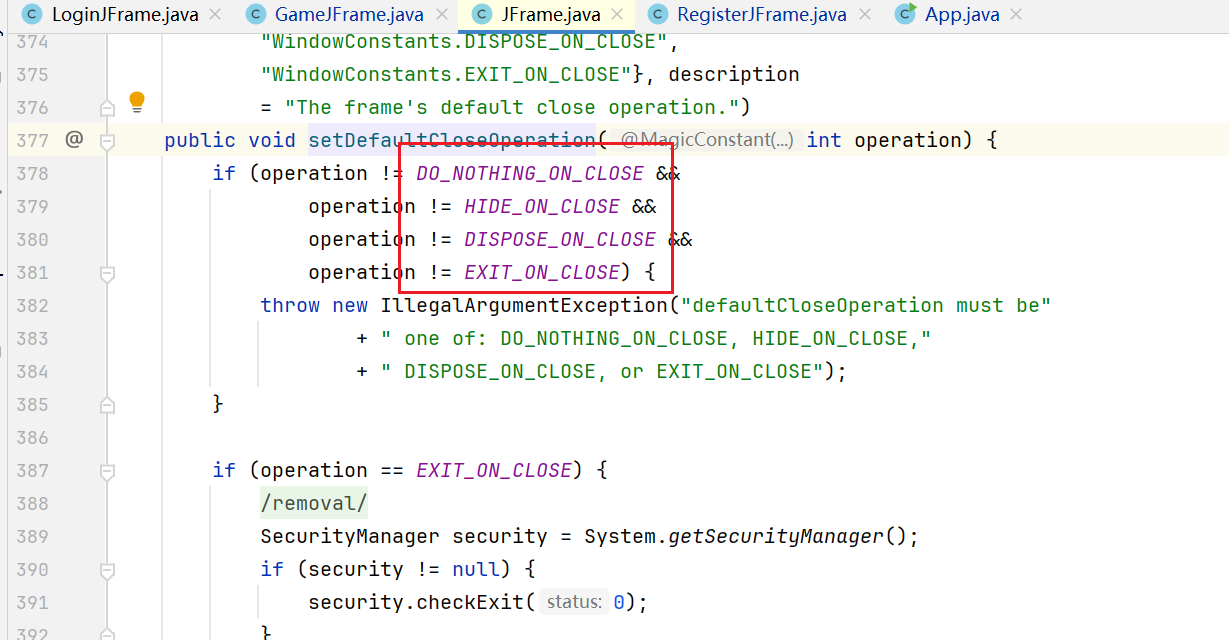 LoginJFrame.java GameJFrame.java JFrame.java RegisterJFrame.java App.java
374 "WindowConstants.DISPOSE_ON_CLOSE",
375 "WindowConstants.EXIT_ON_CLOSE"}, description
376 = "The frame's default close operation.")
377 @ public void setDefaultCloseOperation( @MagicConstant(...) int operation) {
378 if (operation != DO_NOTHING_ON_CLOSE &&
379 operation != HIDE_ON_CLOSE &&
380 operation != DISPOSE_ON_CLOSE &&
381 operation != EXIT_ON_CLOSE) {
382 throw new IllegalArgumentException("defaultCloseOperation must be"
383 + " one of: DO_NOTHING_ON_CLOSE, HIDE_ON_CLOSE,"
384 + " DISPOSE_ON_CLOSE, or EXIT_ON_CLOSE");
385 }
386
387 if (operation == EXIT_ON_CLOSE) {
388 /removal/
389 SecurityManager security = System.getSecurityManager();
390 if (security != null) {
391 security.checkExit( status: 0);
392 }